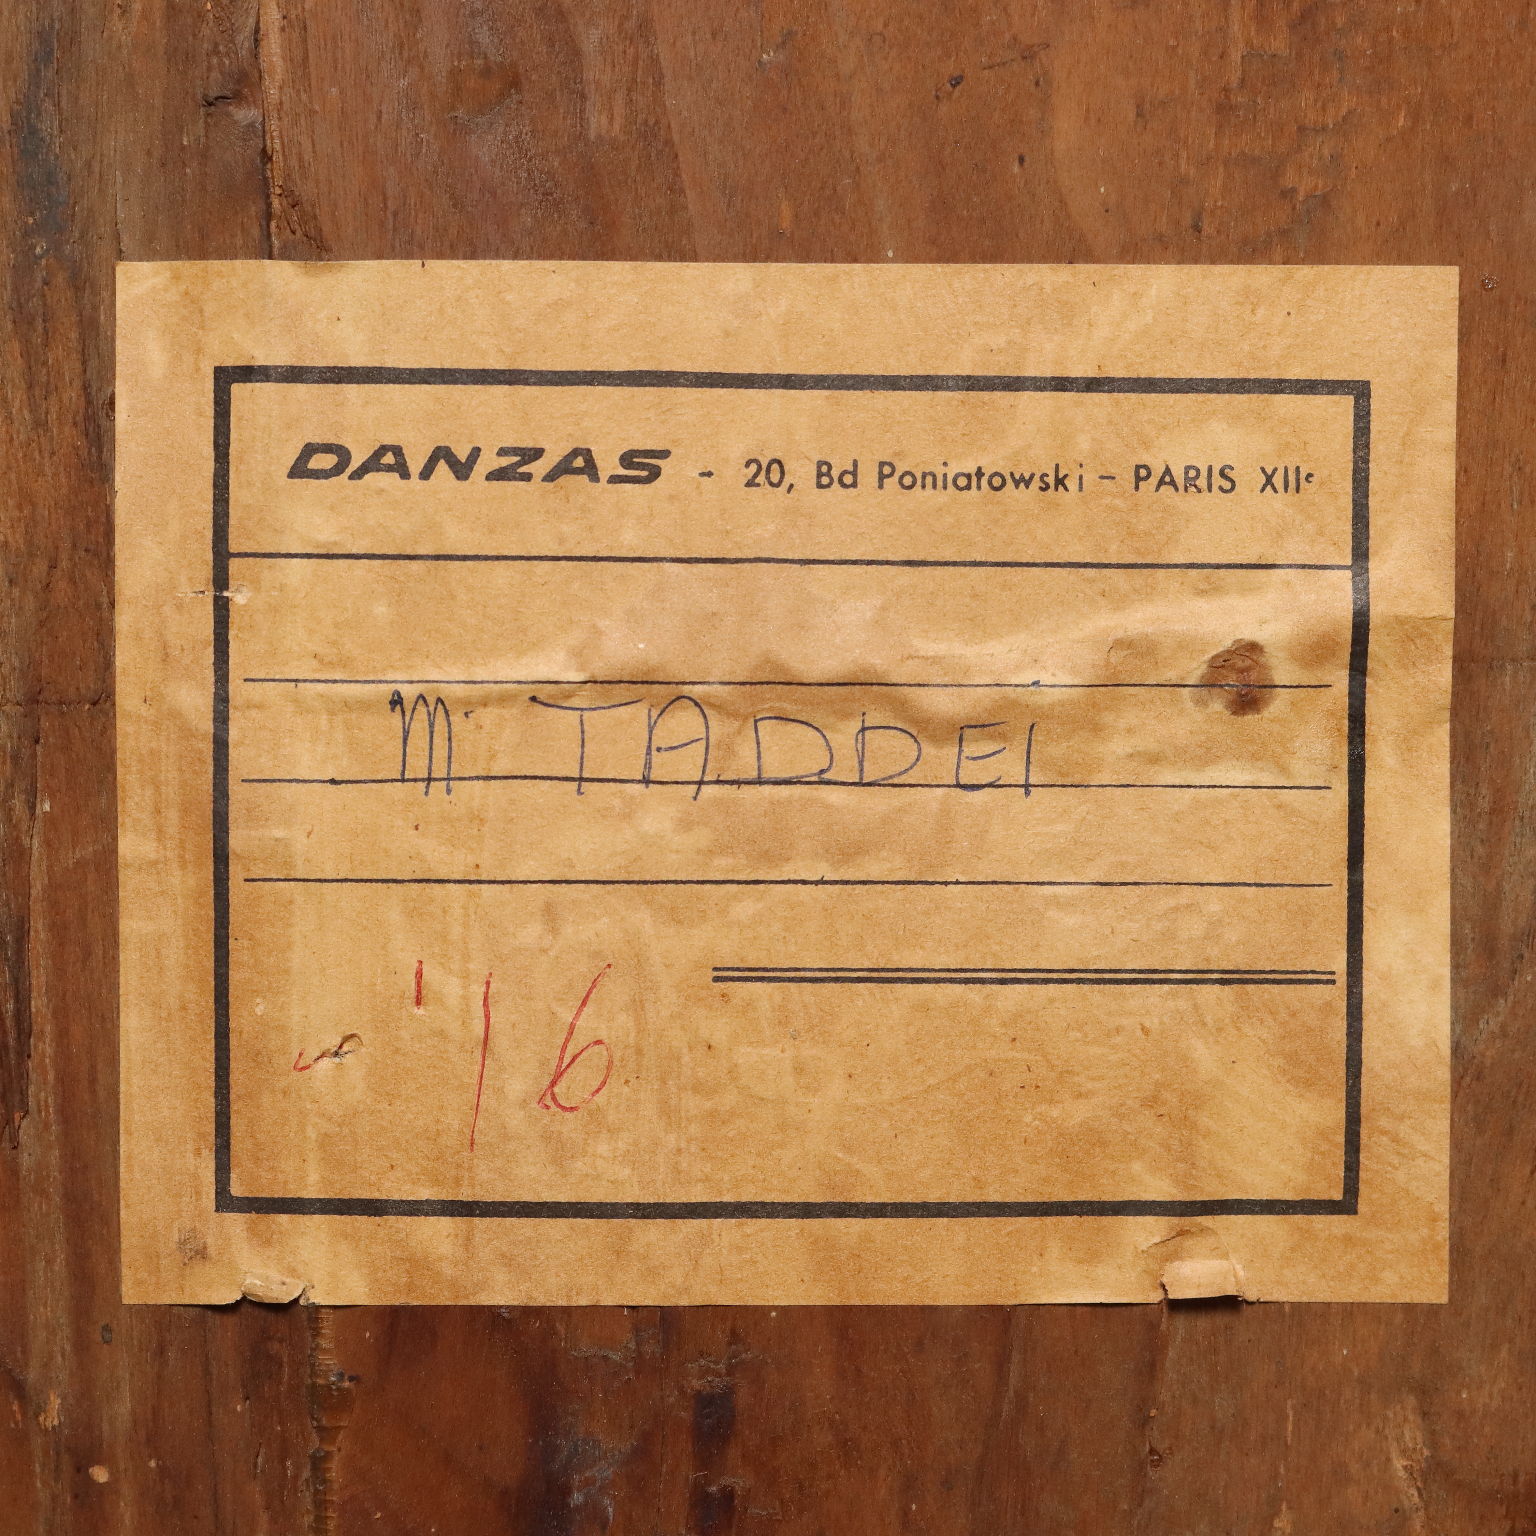 DANZAS - 20, Bd Poniatowski - PARIS XIIe
M. TADDEI
16